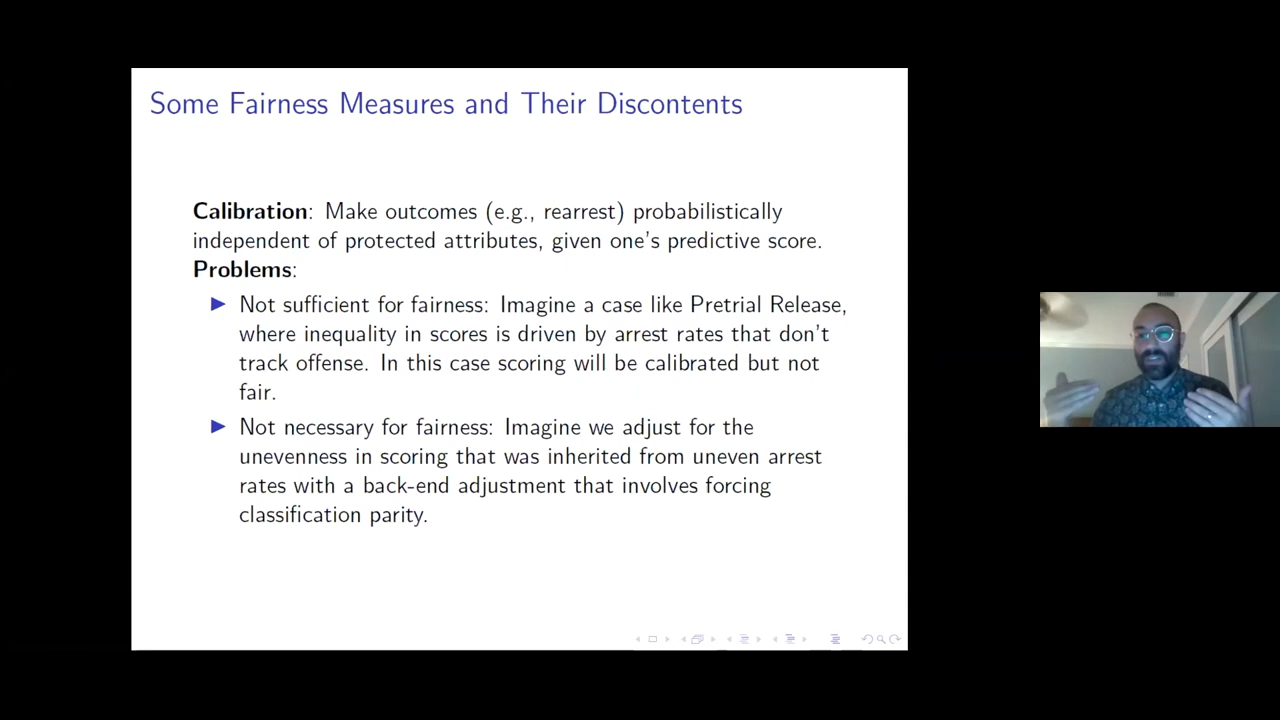 Some Fairness Measures and Their Discontents
Calibration: Make outcomes (e.g., rearrest) probabilistically
independent of protected attributes, given one's predictive score.
Problems:
Not sufficient for fairness: Imagine a case like Pretrial Release,
where inequality in scores is driven by arrest rates that don't
track offense. In this case scoring will be calibrated but not
fair.
Not necessary for fairness: Imagine we adjust for the
unevenness in scoring that was inherited from uneven arrest
rates with a back-end adjustment that involves forcing
classification parity.